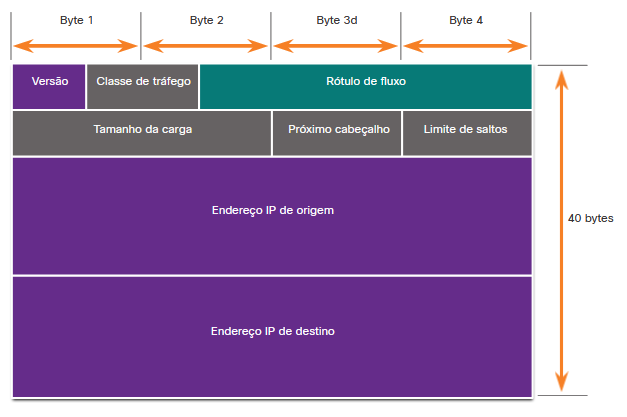 Byte 1
Byte 2
Byte 3d
Byte 4
Versão
Classe de tráfego
Rótulo de fluxo
Tamanho da carga
Próximo cabeçalho
Limite de saltos
Endereço IP de origem
40 bytes
Endereço IP de destino